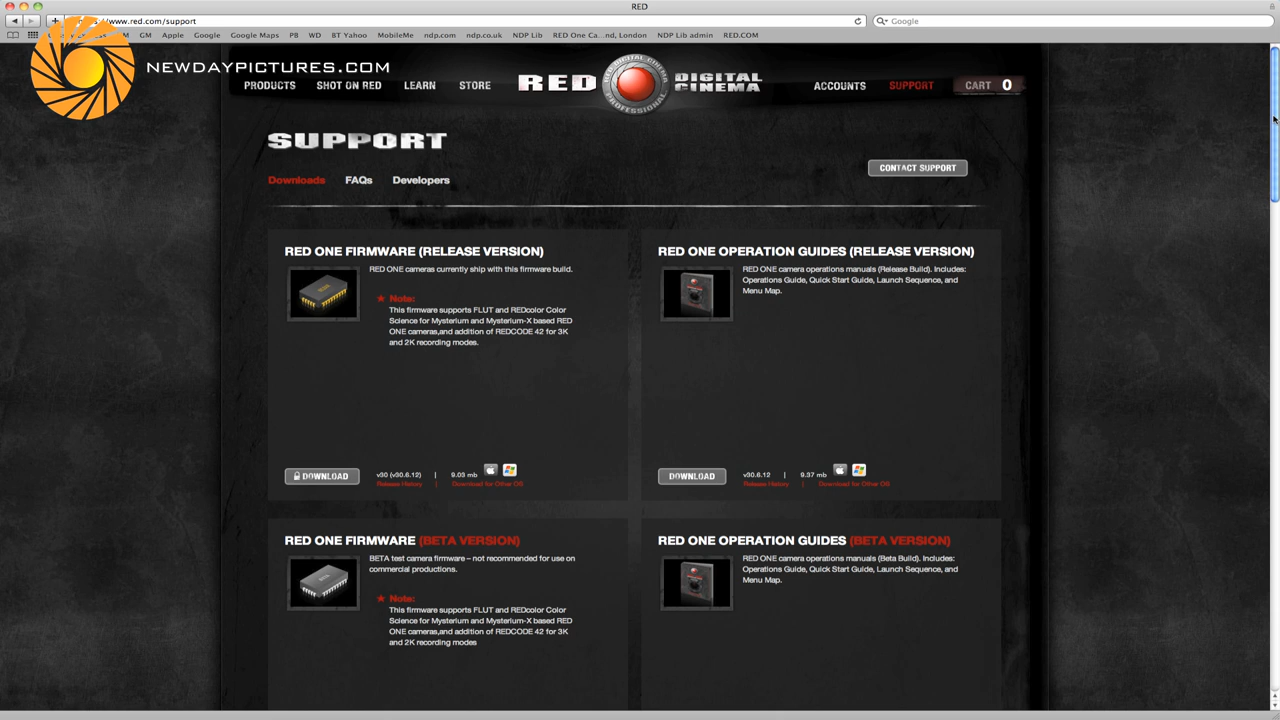 RED
www.red.com/support
Google
GM
Apple
Google Maps
PB
WD
BT Yahoo
MobileMe
ndp.com
ndp.co.uk
NDP Lib
RED One Ca...nd, London
NDP Lib admin
RED.COM
NEWDAYPICTURES.COM
PRODUCTS
SHOT ON RED
LEARN
STORE
RED
RED DIGITAL CINEMA
PROFESSIONAL
DIGITAL
CINEMA
ACCOUNTS
SUPPORT
CART 0
SUPPORT
CONTACT SUPPORT
Downloads
FAQs
Developers
RED ONE FIRMWARE (RELEASE VERSION)
RED ONE cameras currently ship with this firmware build.
Note:
This firmware supports FLUT and REDcolor Color
Science for Mysterium and Mysterium-X based RED
ONE cameras,and addition of REDCODE 42 for 3K
and 2K recording modes.
DOWNLOAD
v30 (v30.6.12) | 9.03 mb
Release History | Download for Other OS
RED ONE OPERATION GUIDES (RELEASE VERSION)
RED ONE camera operations manuals (Release Build). Includes:
Operations Guide, Quick Start Guide, Launch Sequence, and
Menu Map.
DOWNLOAD
v30.6.12 | 9.37 mb
Release History | Download for Other OS
RED ONE FIRMWARE (BETA VERSION)
BETA
BETA test camera firmware – not recommended for use on
commercial productions.
Note:
This firmware supports FLUT and REDcolor Color
Science for Mysterium and Mysterium-X based RED
ONE cameras,and addition of REDCODE 42 for 3K
and 2K recording modes
RED ONE OPERATION GUIDES (BETA VERSION)
RED ONE camera operations manuals (Beta Build). Includes:
Operations Guide, Quick Start Guide, Launch Sequence, and
Menu Map.